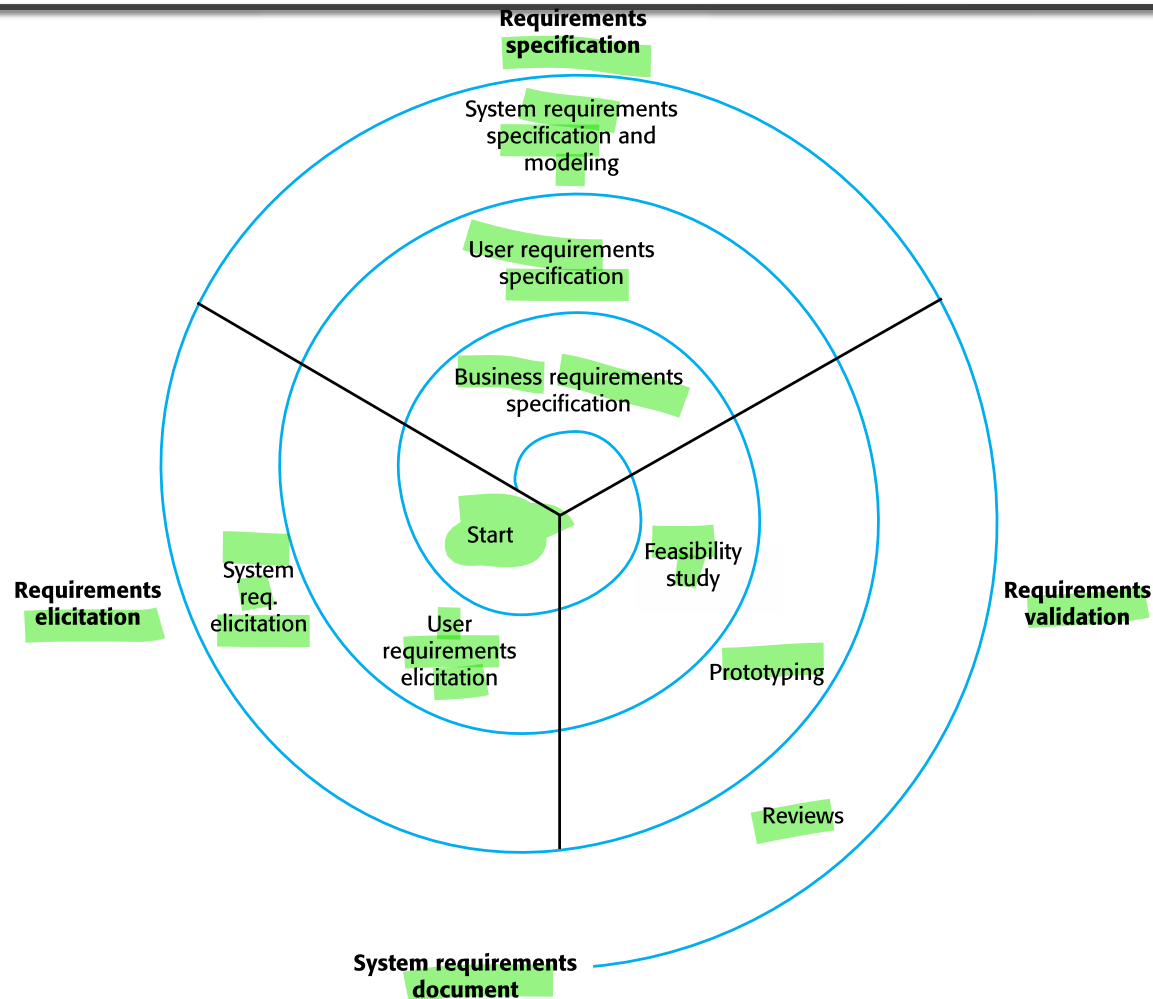 Requirements
specification
System requirements
specification and
modeling
User requirements
specification
Business requirements
specification
Start
Feasibility
study
System
req.
elicitation
Requirements
elicitation
User
requirements
elicitation
Requirements
validation
Prototyping
Reviews
System requirements
document